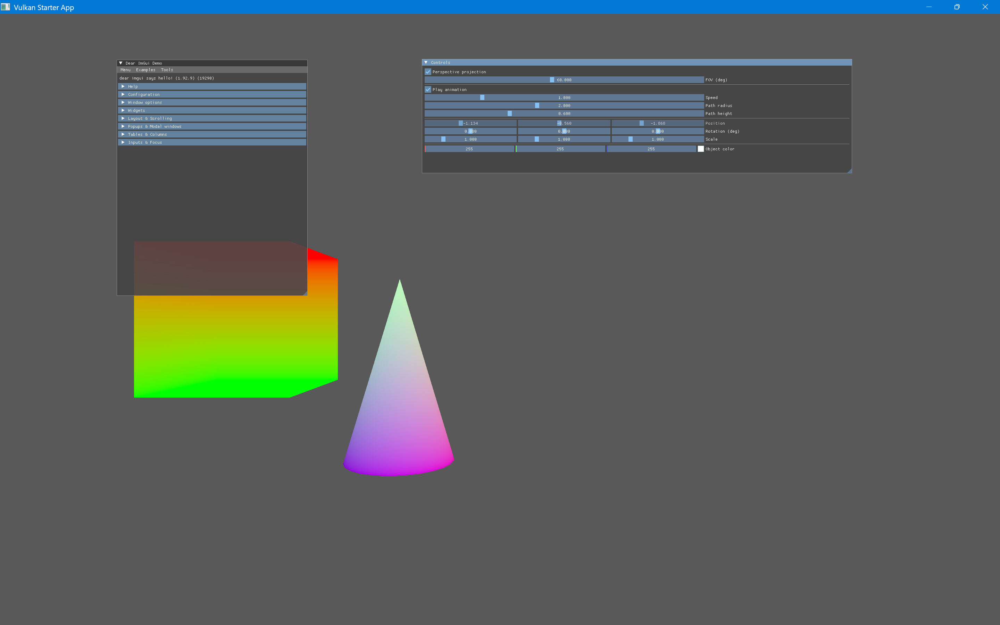 Vulkan Starter App
Dear ImGui Demo
Menu Examples Tools
dear imgui says hello! (1.92.9) (19290)
Help
Configuration
Window options
Widgets
Layout & Scrolling
Popups & Modal windows
Tables & Columns
Inputs & Focus
Controls
Perspective projection
60.000 FOV (deg)
Play animation
1.000 Speed
2.000 Path radius
0.600 Path height
-1.134 -0.560 -1.868 Position
0.000 0.000 0.000 Rotation (deg)
1.000 1.000 1.000 Scale
255 255 255 Object color